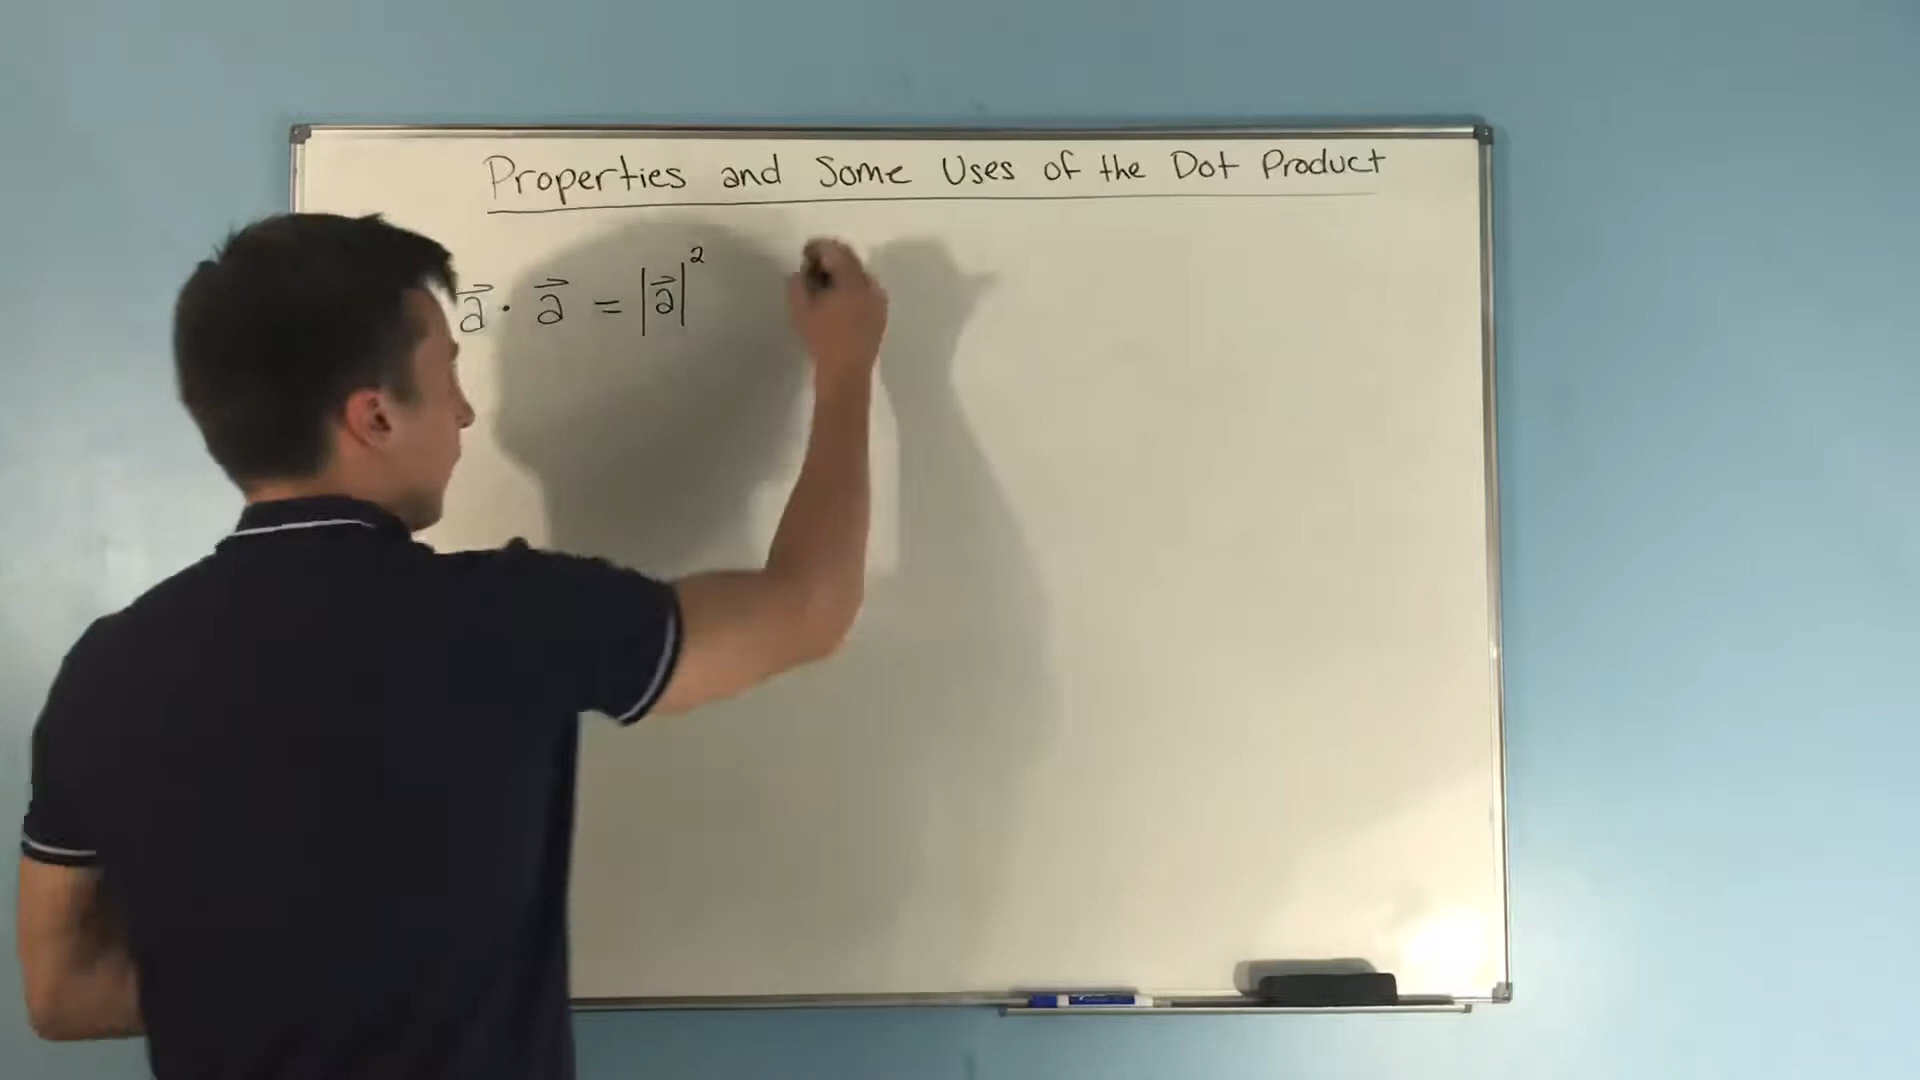 Properties and Some Uses of the Dot Product
a⃗ · a⃗ = |a⃗|²